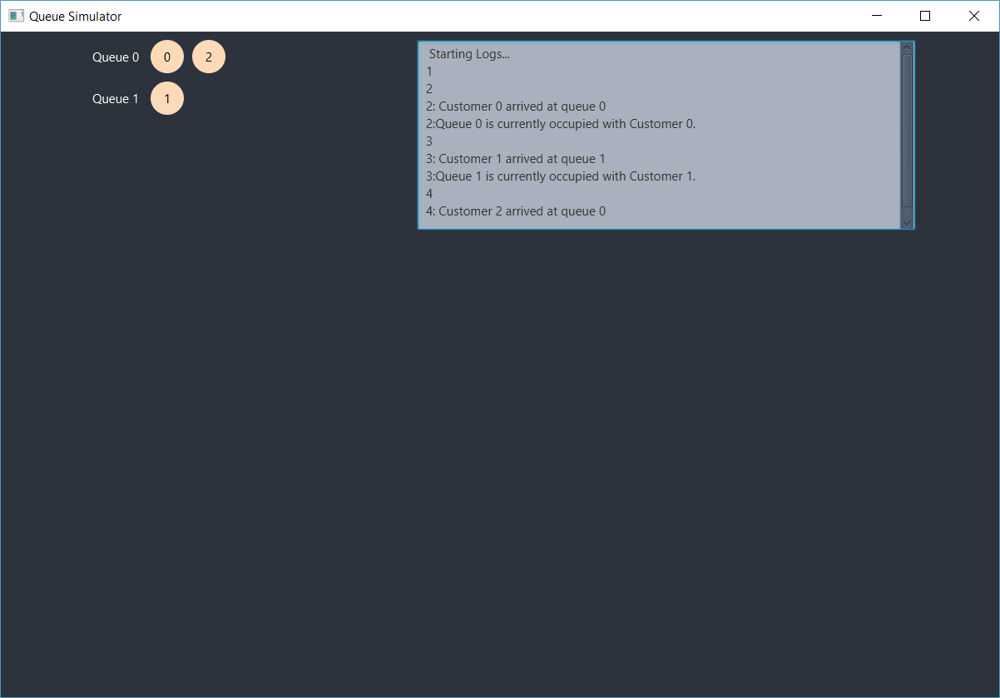 Queue Simulator
Queue 0 0 2
Queue 1 1
Starting Logs...
1
2
2: Customer 0 arrived at queue 0
2:Queue 0 is currently occupied with Customer 0.
3
3: Customer 1 arrived at queue 1
3:Queue 1 is currently occupied with Customer 1.
4
4: Customer 2 arrived at queue 0